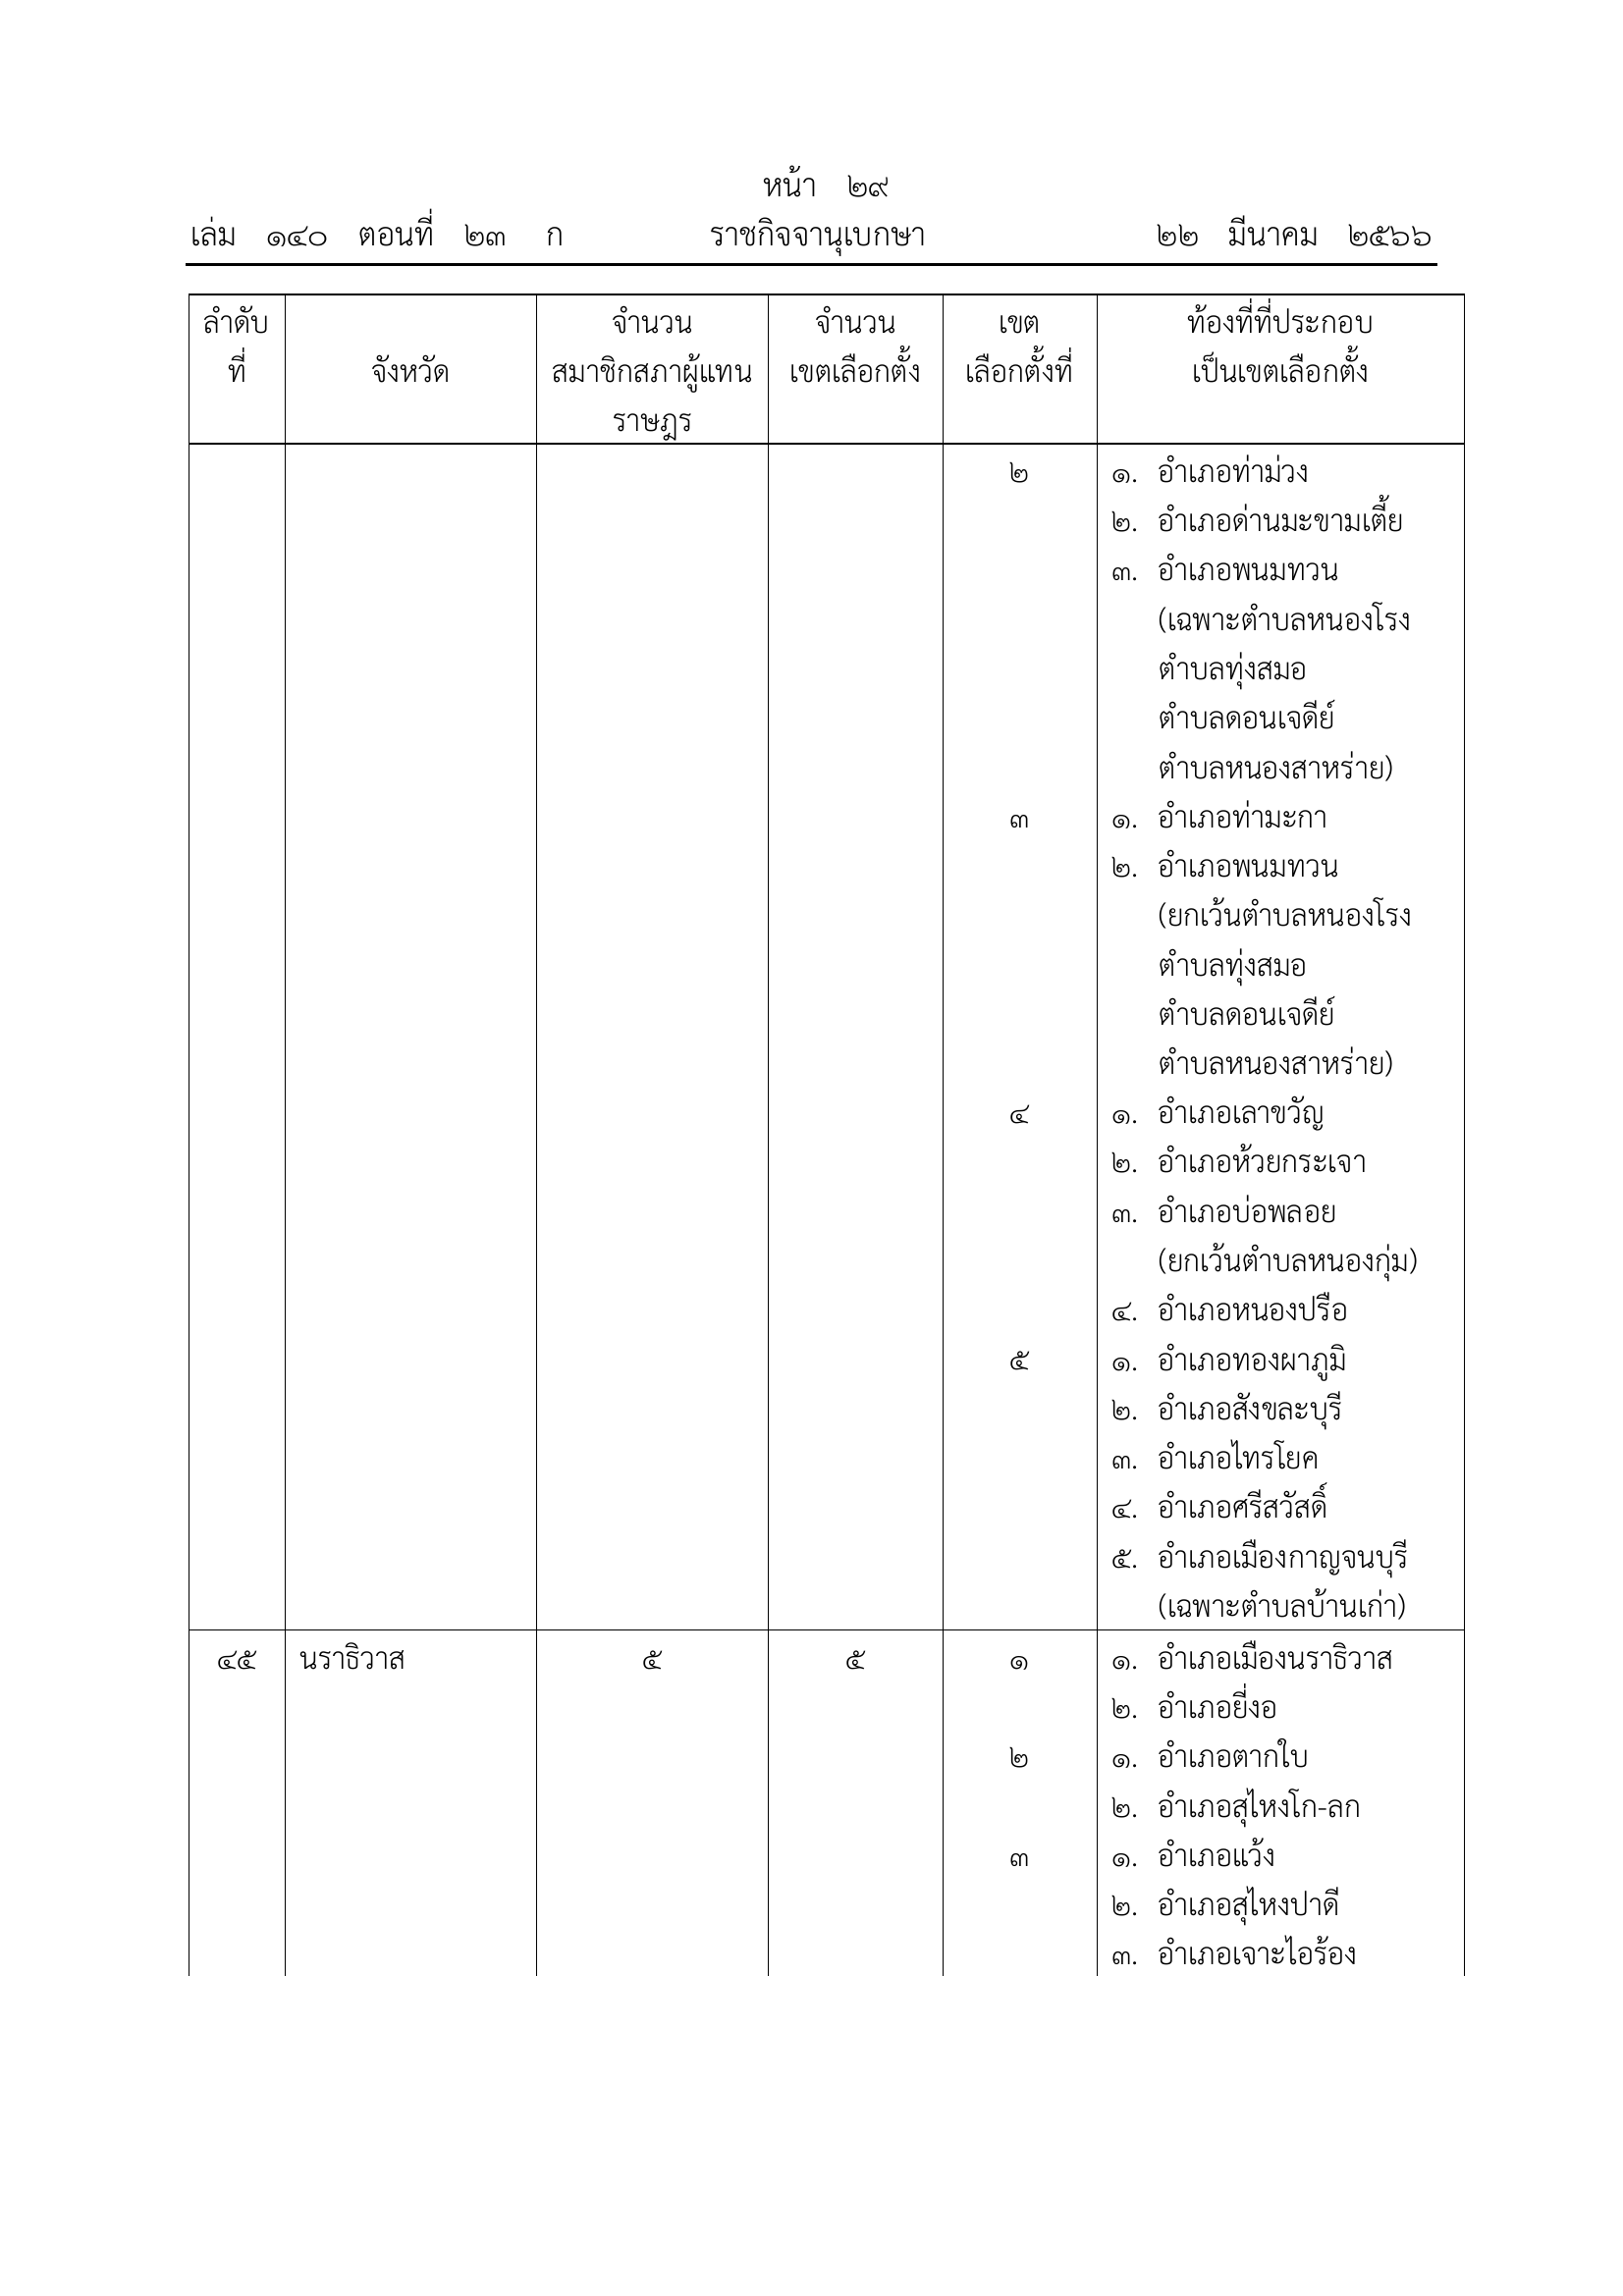 หน้า ๒๙
เล่ม ๑๔๐ ตอนที่ ๒๓ ก ราชกิจจานุเบกษา ๒๒ มีนาคม ๒๕๖๖
ลำดับ จำนวน จำนวน เขต ท้องที่ที่ประกอบ
ที่ จังหวัด สมาชิกสภาผู้แทน เขตเลือกตั้ง เลือกตั้งที่ เป็นเขตเลือกตั้ง
ราษฎร
๒ ๑. อำเภอท่าม่วง
๒. อำเภอด่านมะขามเตี้ย
๓. อำเภอพนมทวน
(เฉพาะตำบลหนองโรง
ตำบลทุ่งสมอ
ตำบลดอนเจดีย์
ตำบลหนองสาหร่าย)
๓ ๑. อำเภอท่ามะกา
๒. อำเภอพนมทวน
(ยกเว้นตำบลหนองโรง
ตำบลทุ่งสมอ
ตำบลดอนเจดีย์
ตำบลหนองสาหร่าย)
๔ ๑. อำเภอเลาขวัญ
๒. อำเภอห้วยกระเจา
๓. อำเภอบ่อพลอย
(ยกเว้นตำบลหนองกุ่ม)
๔. อำเภอหนองปรือ
๕ ๑. อำเภอทองผาภูมิ
๒. อำเภอสังขละบุรี
๓. อำเภอไทรโยค
๔. อำเภอศรีสวัสดิ์
๕. อำเภอเมืองกาญจนบุรี
(เฉพาะตำบลบ้านเก่า)
๔๕ นราธิวาส ๕ ๕ ๑ ๑. อำเภอเมืองนราธิวาส
๒. อำเภอยี่งอ
๒ ๑. อำเภอตากใบ
๒. อำเภอสุไหงโก-ลก
๓ ๑. อำเภอแว้ง
๒. อำเภอสุไหงปาดี
๓. อำเภอเจาะไอร้อง